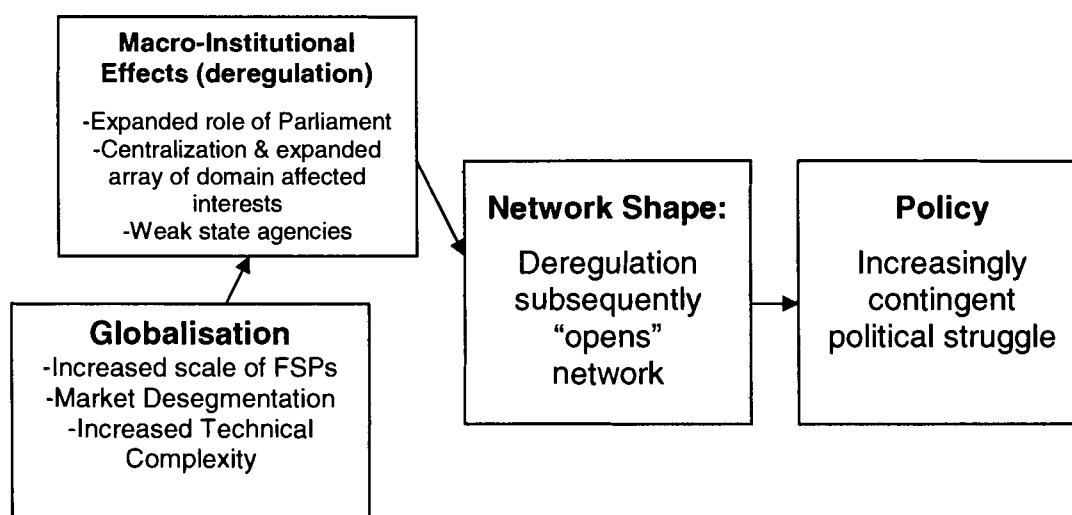 Macro-Institutional
Effects (deregulation)
-Expanded role of Parliament
-Centralization & expanded
array of domain affected
interests
-Weak state agencies
Globalisation
-Increased scale of FSPs
-Market Desegmentation
-Increased Technical
Complexity
Network Shape:
Deregulation
subsequently
“opens”
network
Policy
Increasingly
contingent
political struggle